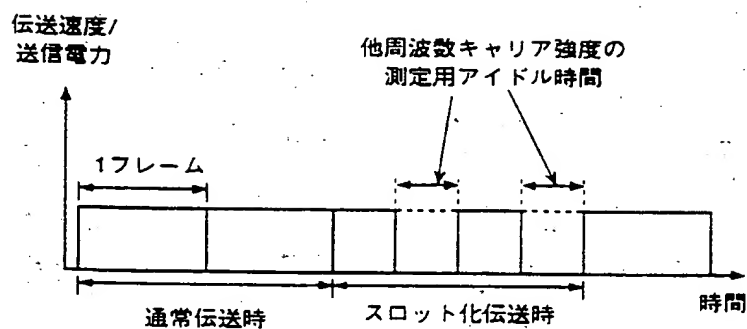 伝送速度/
送信電力
他周波数キャリア強度の
測定用アイドル時間
1フレーム
時間
通常伝送時
スロット化伝送時